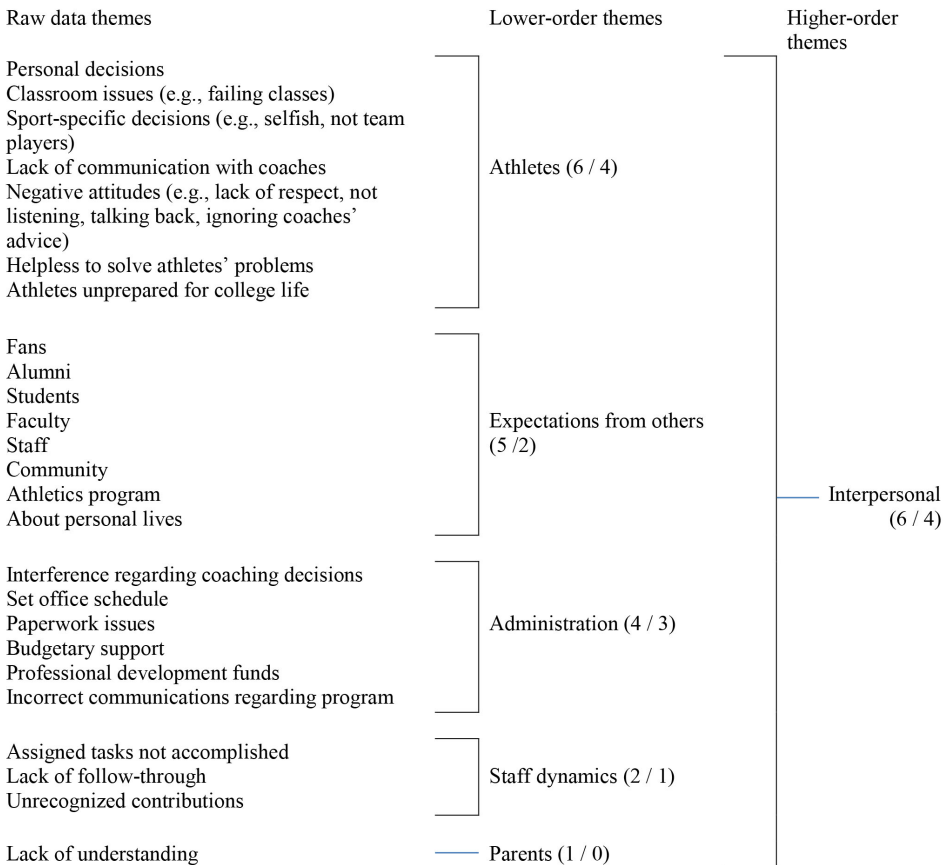 Raw data themes
Lower-order themes
Higher-order
themes
Personal decisions
Classroom issues (e.g., failing classes)
Sport-specific decisions (e.g., selfish, not team
players)
Lack of communication with coaches
Negative attitudes (e.g., lack of respect, not
listening, talking back, ignoring coaches’
advice)
Helpless to solve athletes’ problems
Athletes unprepared for college life
Athletes (6 / 4)
Fans
Alumni
Students
Faculty
Staff
Community
Athletics program
About personal lives
Expectations from others
(5 /2)
Interpersonal
(6 / 4)
Interference regarding coaching decisions
Set office schedule
Paperwork issues
Budgetary support
Professional development funds
Incorrect communications regarding program
Administration (4 / 3)
Assigned tasks not accomplished
Lack of follow-through
Unrecognized contributions
Staff dynamics (2 / 1)
Lack of understanding
Parents (1 / 0)